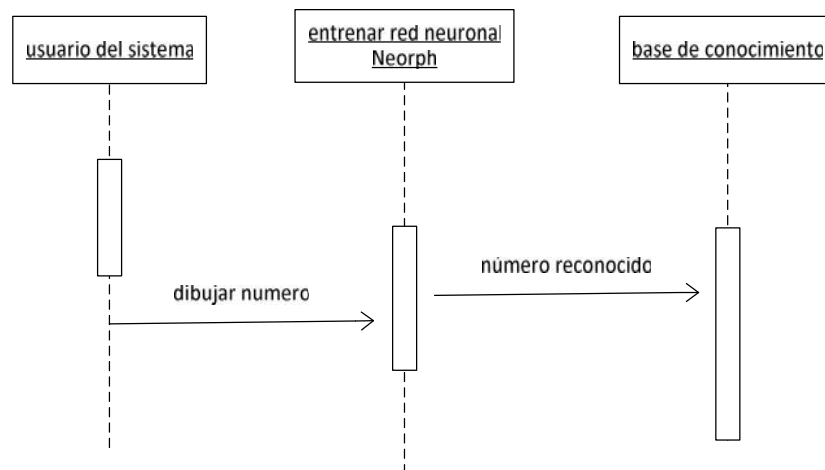 usuario del sistema
entrenar red neuronal
Neorph
base de conocimiento
número reconocido
dibujar numero